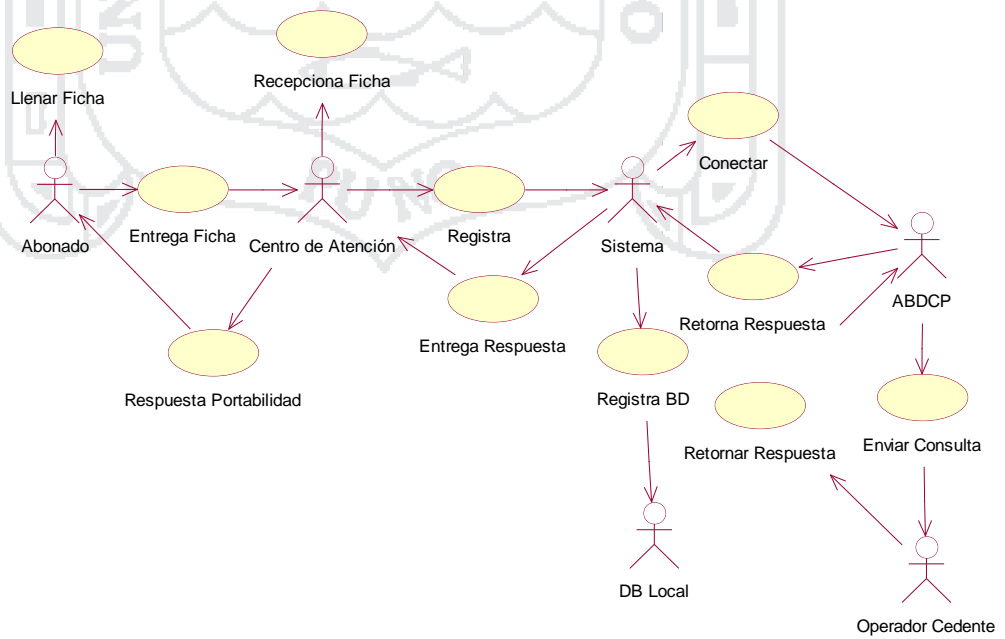 Llenar Ficha
Recepciona Ficha
Conectar
Abonado
Entrega Ficha
Centro de Atención
Registra
Sistema
ABDCP
Retorna Respuesta
Entrega Respuesta
Respuesta Portabilidad
Registra BD
Retornar Respuesta
Enviar Consulta
DB Local
Operador Cedente